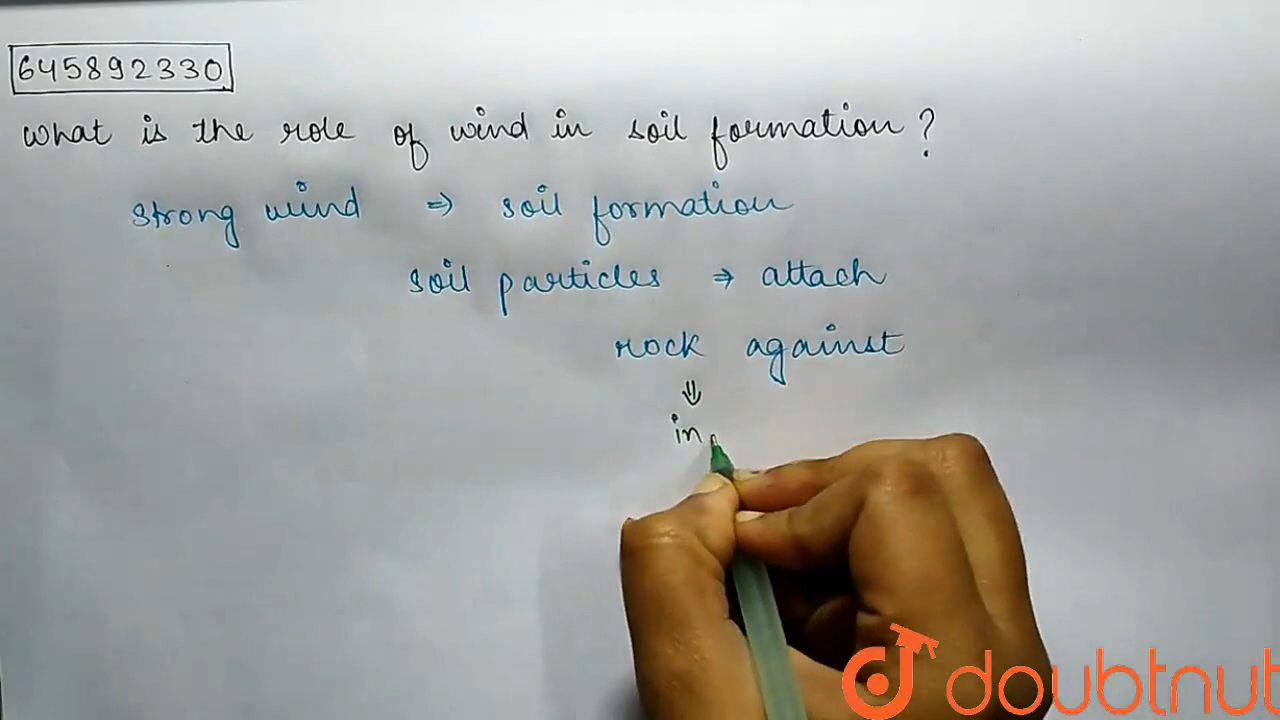 645892330
What is the role of wind in soil formation?
strong wind ⇒ soil formation
soil particles ⇒ attach
rock against
⇓
in
doubtnut